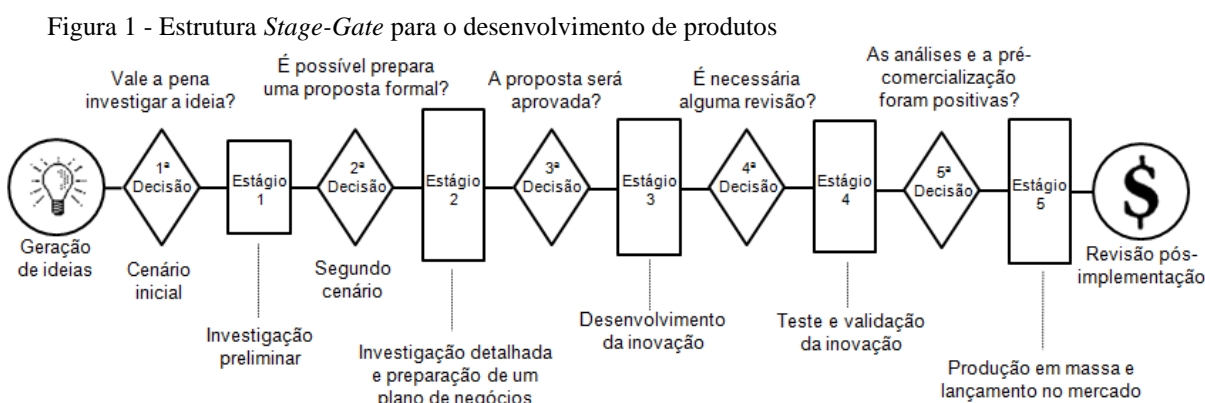 Figura 1 - Estrutura Stage-Gate para o desenvolvimento de produtos
Vale a pena
investigar a ideia?
É possível prepara
uma proposta formal?
A proposta será
aprovada?
É necessária
alguma revisão?
As análises e a pré-
comercialização
foram positivas?
1ª
Decisão
Estágio
1
2ª
Decisão
Estágio
2
3ª
Decisão
Estágio
3
4ª
Decisão
Estágio
4
5ª
Decisão
Estágio
5
$
Geração
de ideias
Cenário
inicial
Segundo
cenário
Revisão pós-
implementação
Investigação
preliminar
Investigação detalhada
e preparação de um
plano de negócios
Desenvolvimento
da inovação
Teste e validação
da inovação
Produção em massa e
lançamento no mercado